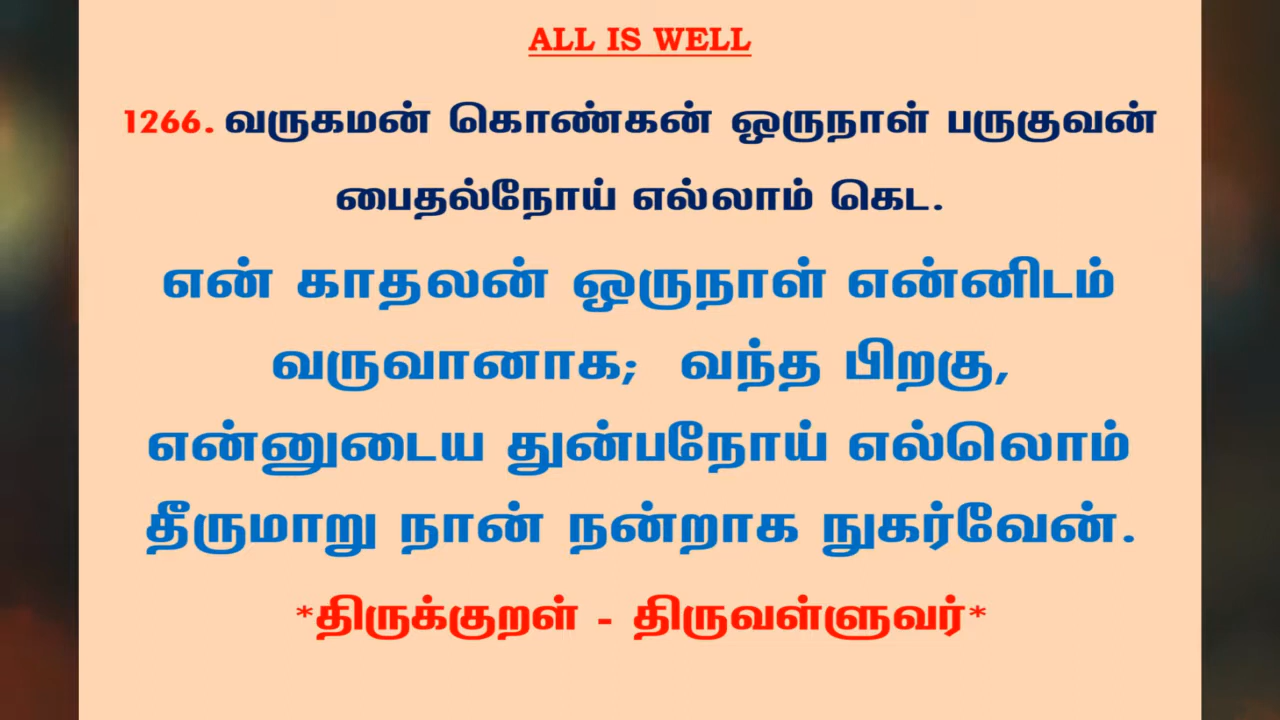 ALL IS WELL
1266. வருகமன் கொண்கன் ஒருநாள் பருகுவன்
பைதல்நோய் எல்லாம் கெட.
என் காதலன் ஒருநாள் என்னிடம்
வருவானாக; வந்த பிறகு,
என்னுடைய துன்பநோய் எல்லொம்
தீருமாறு நான் நன்றாக நுகர்வேன்.
*திருக்குறள் - திருவள்ளுவர்*